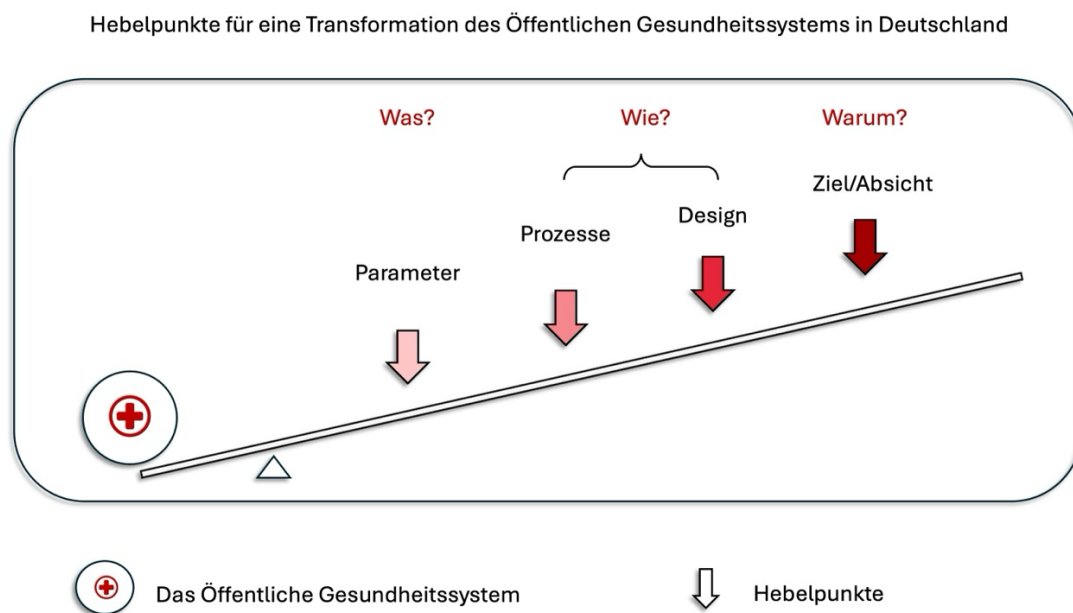 Hebelpunkte für eine Transformation des Öffentlichen Gesundheitssystems in Deutschland
Was?
Wie?
Warum?
Ziel/Absicht
Design
Prozesse
Parameter
Das Öffentliche Gesundheitssystem
Hebelpunkte